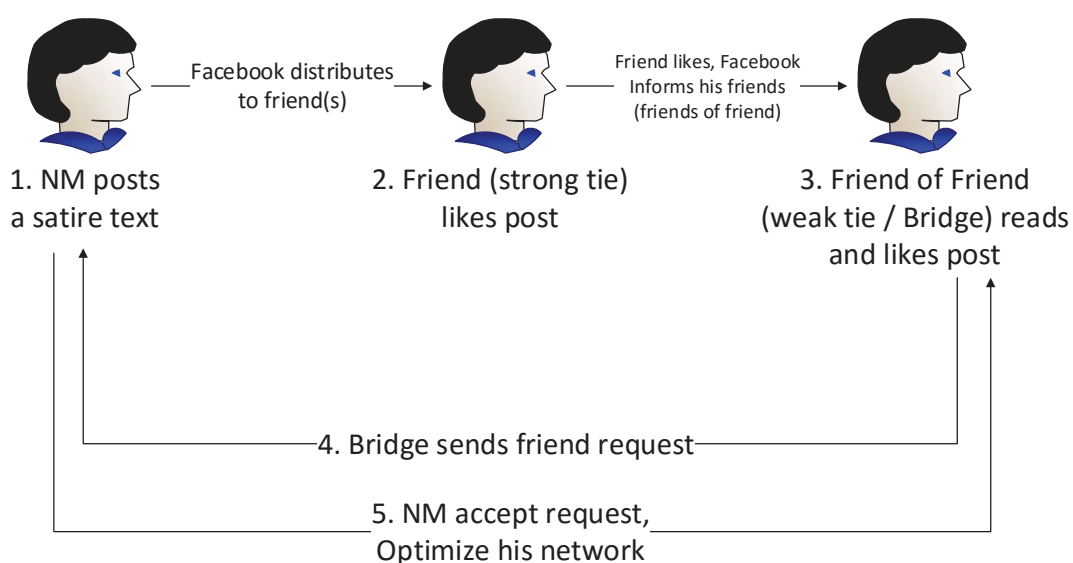 Facebook distributes
to friend(s)
Friend likes, Facebook
Informs his friends
(friends of friend)
1. NM posts
a satire text
2. Friend (strong tie)
likes post
3. Friend of Friend
(weak tie / Bridge) reads
and likes post
4. Bridge sends friend request
5. NM accept request,
Optimize his network